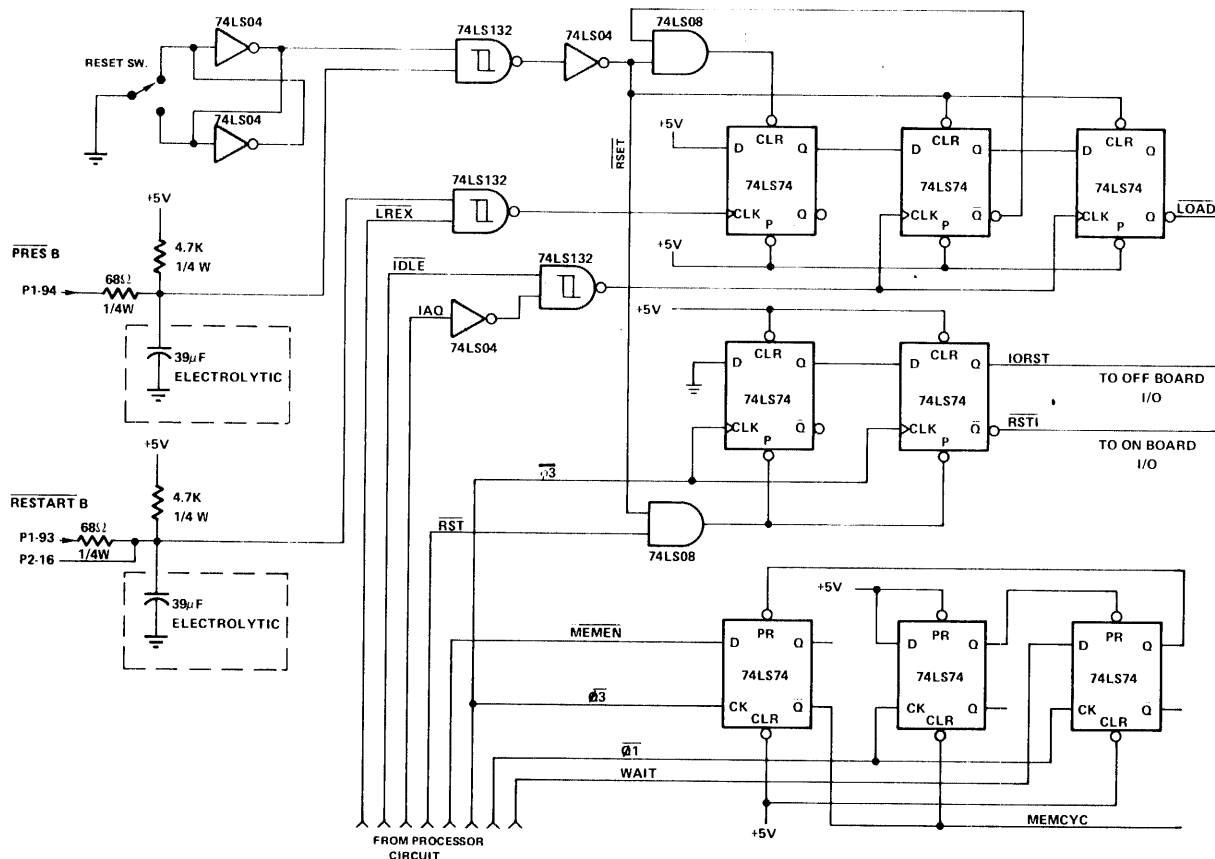 74LS04
RESET SW.
74LS04
74LS132
74LS04
74LS08
RSET
+5V
D CLR Q
74LS74
CLK Q
P
D CLR Q
74LS74
CLK Q
P
D CLR Q
74LS74
CLK Q
P
LOAD
+5V
74LS132
LREX
IDLE
74LS132
IAQ
74LS04
+5V
4.7K
1/4 W
PRES B
P1-94
68Ω
1/4W
39µF
ELECTROLYTIC
+5V
D CLR Q
74LS74
CLK Q
P
D CLR Q
74LS74
CLK Q
P
IORST
TO OFF BOARD
I/O
RSTI
TO ON BOARD
I/O
+5V
4.7K
1/4 W
RESTART B
P1-93
68Ω
P2-16
1/4W
39µF
ELECTROLYTIC
φ3
RST
74LS08
+5V
MEMEN
PR
D Q
74LS74
CK Q
CLR
PR
D Q
74LS74
CK Q
CLR
PR
D Q
74LS74
CK Q
CLR
Ø3
Ø1
WAIT
+5V
MEMCYC
FROM PROCESSOR
CIRCUIT